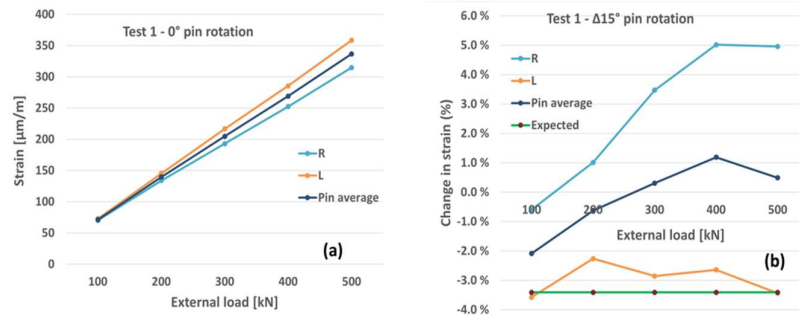 Test 1 - 0° pin rotation
Strain [µm/m]
400
350
300
250
200
150
100
50
0
R
L
Pin average
(a)
100 200 300 400 500
External load [kN]
Test 1 - Δ15° pin rotation
Change in strain (%)
6.0 %
5.0 %
4.0 %
3.0 %
2.0 %
1.0 %
0.0 %
-1.0 %
-2.0 %
-3.0 %
-4.0 %
R
L
Pin average
Expected
100 200 300 400 500
External load [kN]
(b)